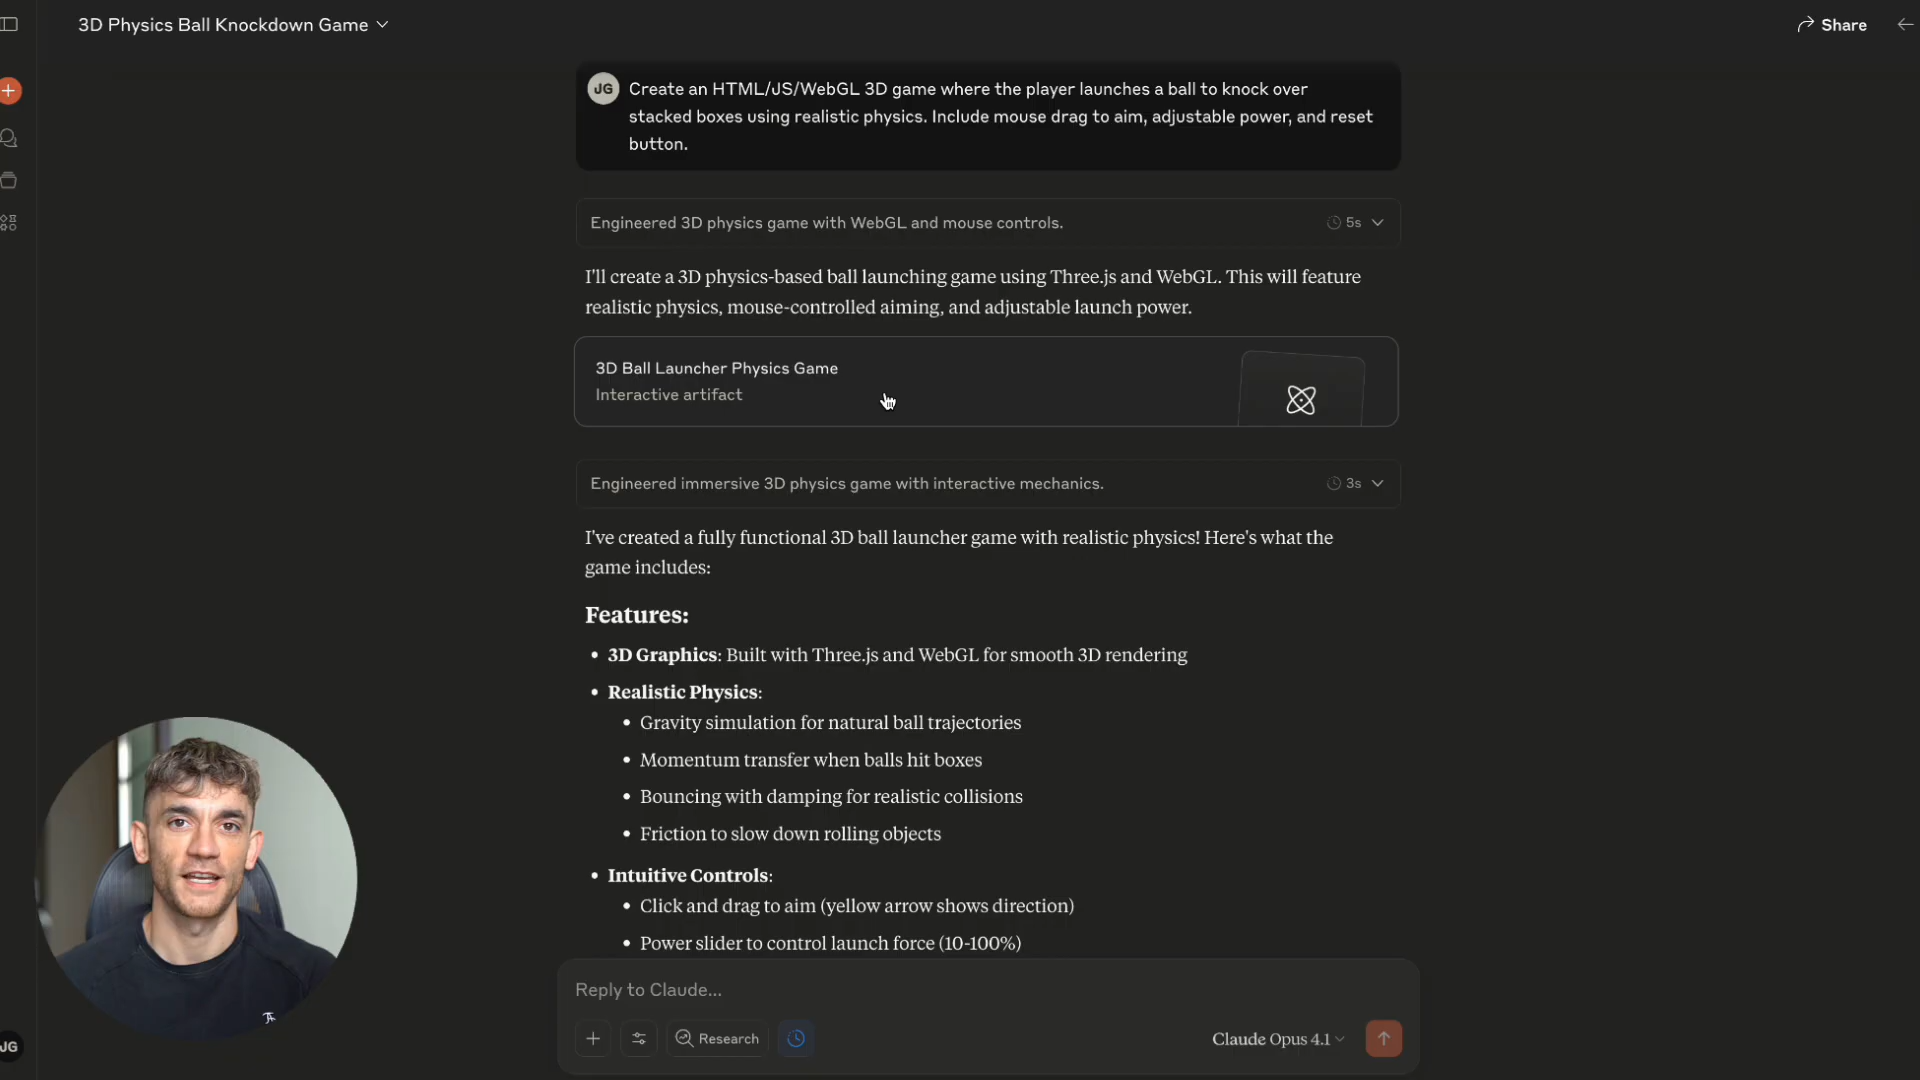 3D Physics Ball Knockdown Game
Share
JG
Create an HTML/JS/WebGL 3D game where the player launches a ball to knock over
stacked boxes using realistic physics. Include mouse drag to aim, adjustable power, and reset
button.
Engineered 3D physics game with WebGL and mouse controls.
5s
I'll create a 3D physics-based ball launching game using Three.js and WebGL. This will feature
realistic physics, mouse-controlled aiming, and adjustable launch power.
3D Ball Launcher Physics Game
Interactive artifact
Engineered immersive 3D physics game with interactive mechanics.
3s
I've created a fully functional 3D ball launcher game with realistic physics! Here's what the
game includes:
Features:
• 3D Graphics: Built with Three.js and WebGL for smooth 3D rendering
• Realistic Physics:
• Gravity simulation for natural ball trajectories
• Momentum transfer when balls hit boxes
• Bouncing with damping for realistic collisions
• Friction to slow down rolling objects
• Intuitive Controls:
• Click and drag to aim (yellow arrow shows direction)
• Power slider to control launch force (10-100%)
Reply to Claude...
Research
Claude Opus 4.1
JG